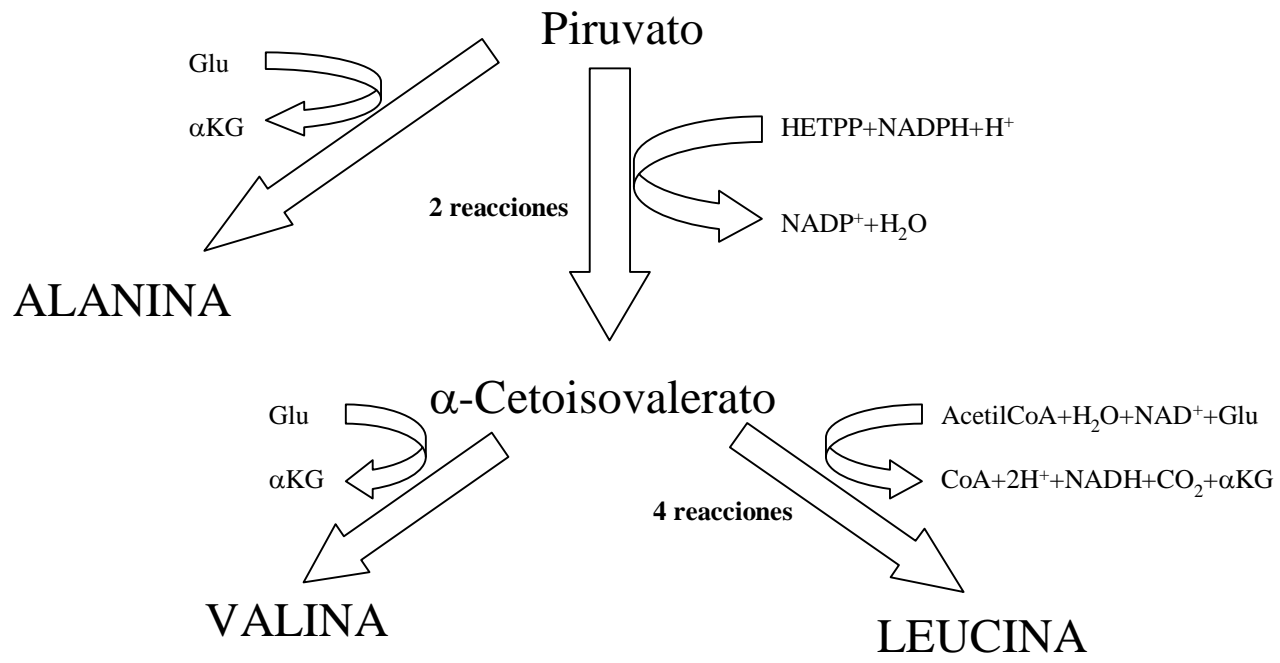 Piruvato
Glu
αKG
HETPP+NADPH+H⁺
2 reacciones
NADP⁺+H₂O
ALANINA
α-Cetoisovalerato
Glu
αKG
AcetilCoA+H₂O+NAD⁺+Glu
CoA+2H⁺+NADH+CO₂+αKG
4 reacciones
VALINA
LEUCINA